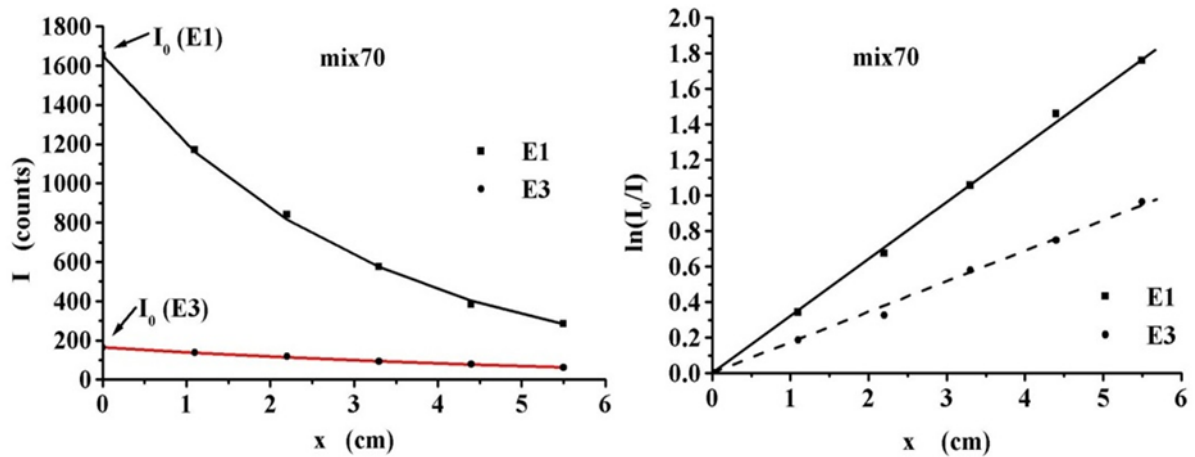 1800
1600
1400
1200
1000
800
600
400
200
0
I (counts)
I₀ (E1)
mix70
E1
E3
I₀ (E3)
0 1 2 3 4 5 6
x (cm)
2.0
1.8
1.6
1.4
1.2
1.0
0.8
0.6
0.4
0.2
0.0
ln(I₀/I)
mix70
E1
E3
0 1 2 3 4 5 6
x (cm)